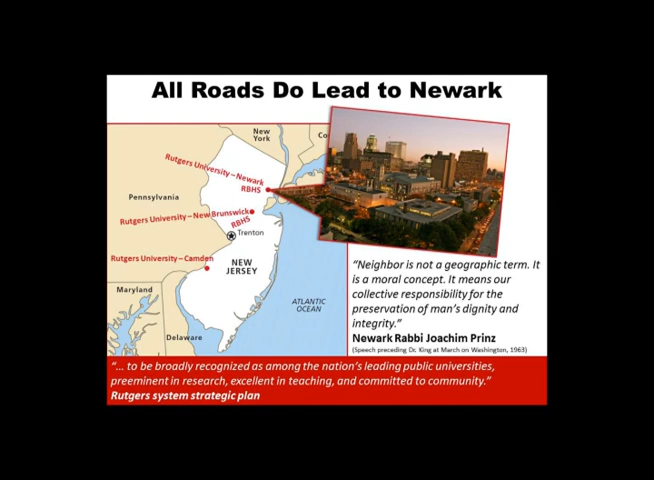 All Roads Do Lead to Newark
New
York
Co
Rutgers University – Newark
RBHS
Pennsylvania
Rutgers University – New Brunswick
RBHS
Trenton
Rutgers University – Camden
NEW
JERSEY
Maryland
ATLANTIC
OCEAN
Delaware
“Neighbor is not a geographic term. It
is a moral concept. It means our
collective responsibility for the
preservation of man’s dignity and
integrity.”
Newark Rabbi Joachim Prinz
(Speech preceding Dr. King at March on Washington, 1963)
“... to be broadly recognized as among the nation’s leading public universities,
preeminent in research, excellent in teaching, and committed to community.”
Rutgers system strategic plan